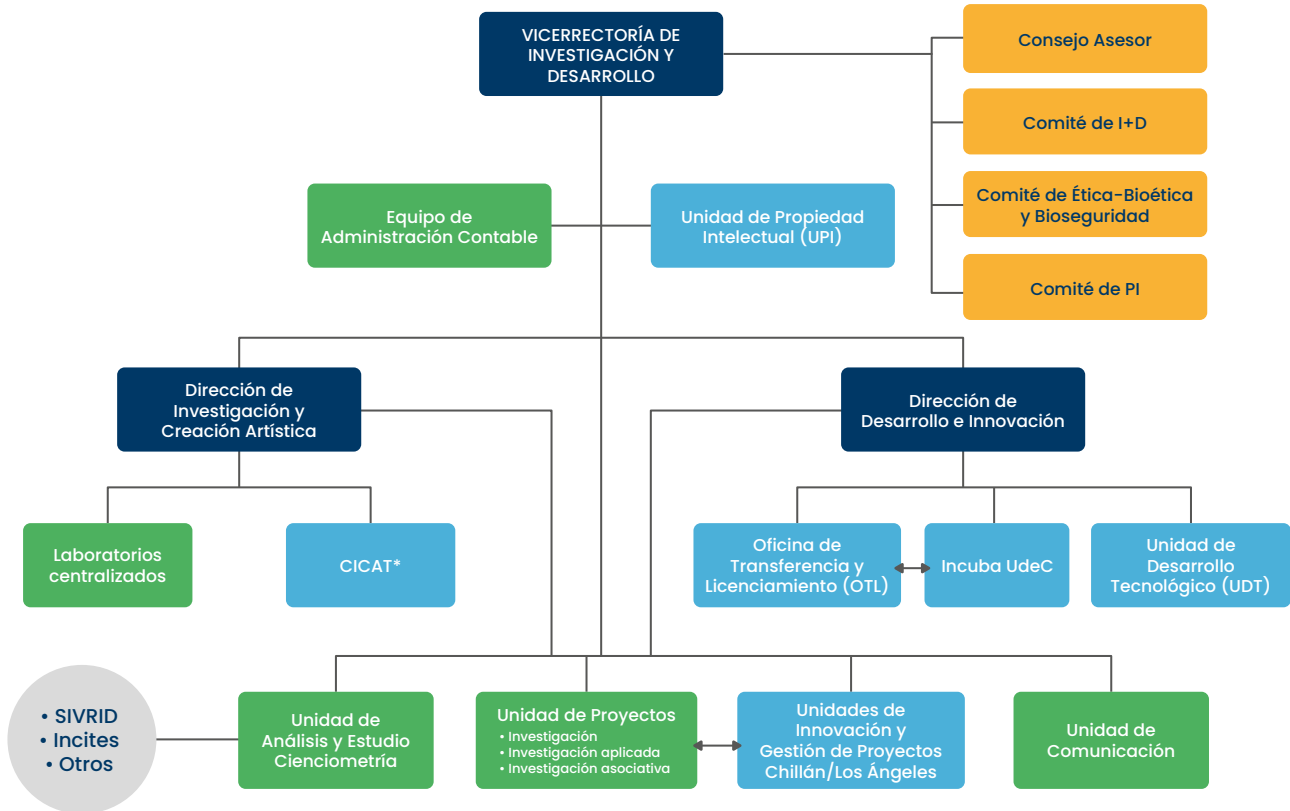 VICERRECTORÍA DE
INVESTIGACIÓN Y
DESARROLLO
Consejo Asesor
Comité de I+D
Comité de Ética-Bioética
y Bioseguridad
Comité de PI
Equipo de
Administración Contable
Unidad de Propiedad
Intelectual (UPI)
Dirección de
Investigación y
Creación Artística
Dirección de
Desarrollo e Innovación
Laboratorios
centralizados
CICAT*
Oficina de
Transferencia y
Licenciamiento (OTL)
Incuba UdeC
Unidad de
Desarrollo
Tecnológico (UDT)
• SIVRID
• Incites
• Otros
Unidad de
Análisis y Estudio
Cienciometría
Unidad de Proyectos
• Investigación
• Investigación aplicada
• Investigación asociativa
Unidades de
Innovación y
Gestión de Proyectos
Chillán/Los Ángeles
Unidad de
Comunicación